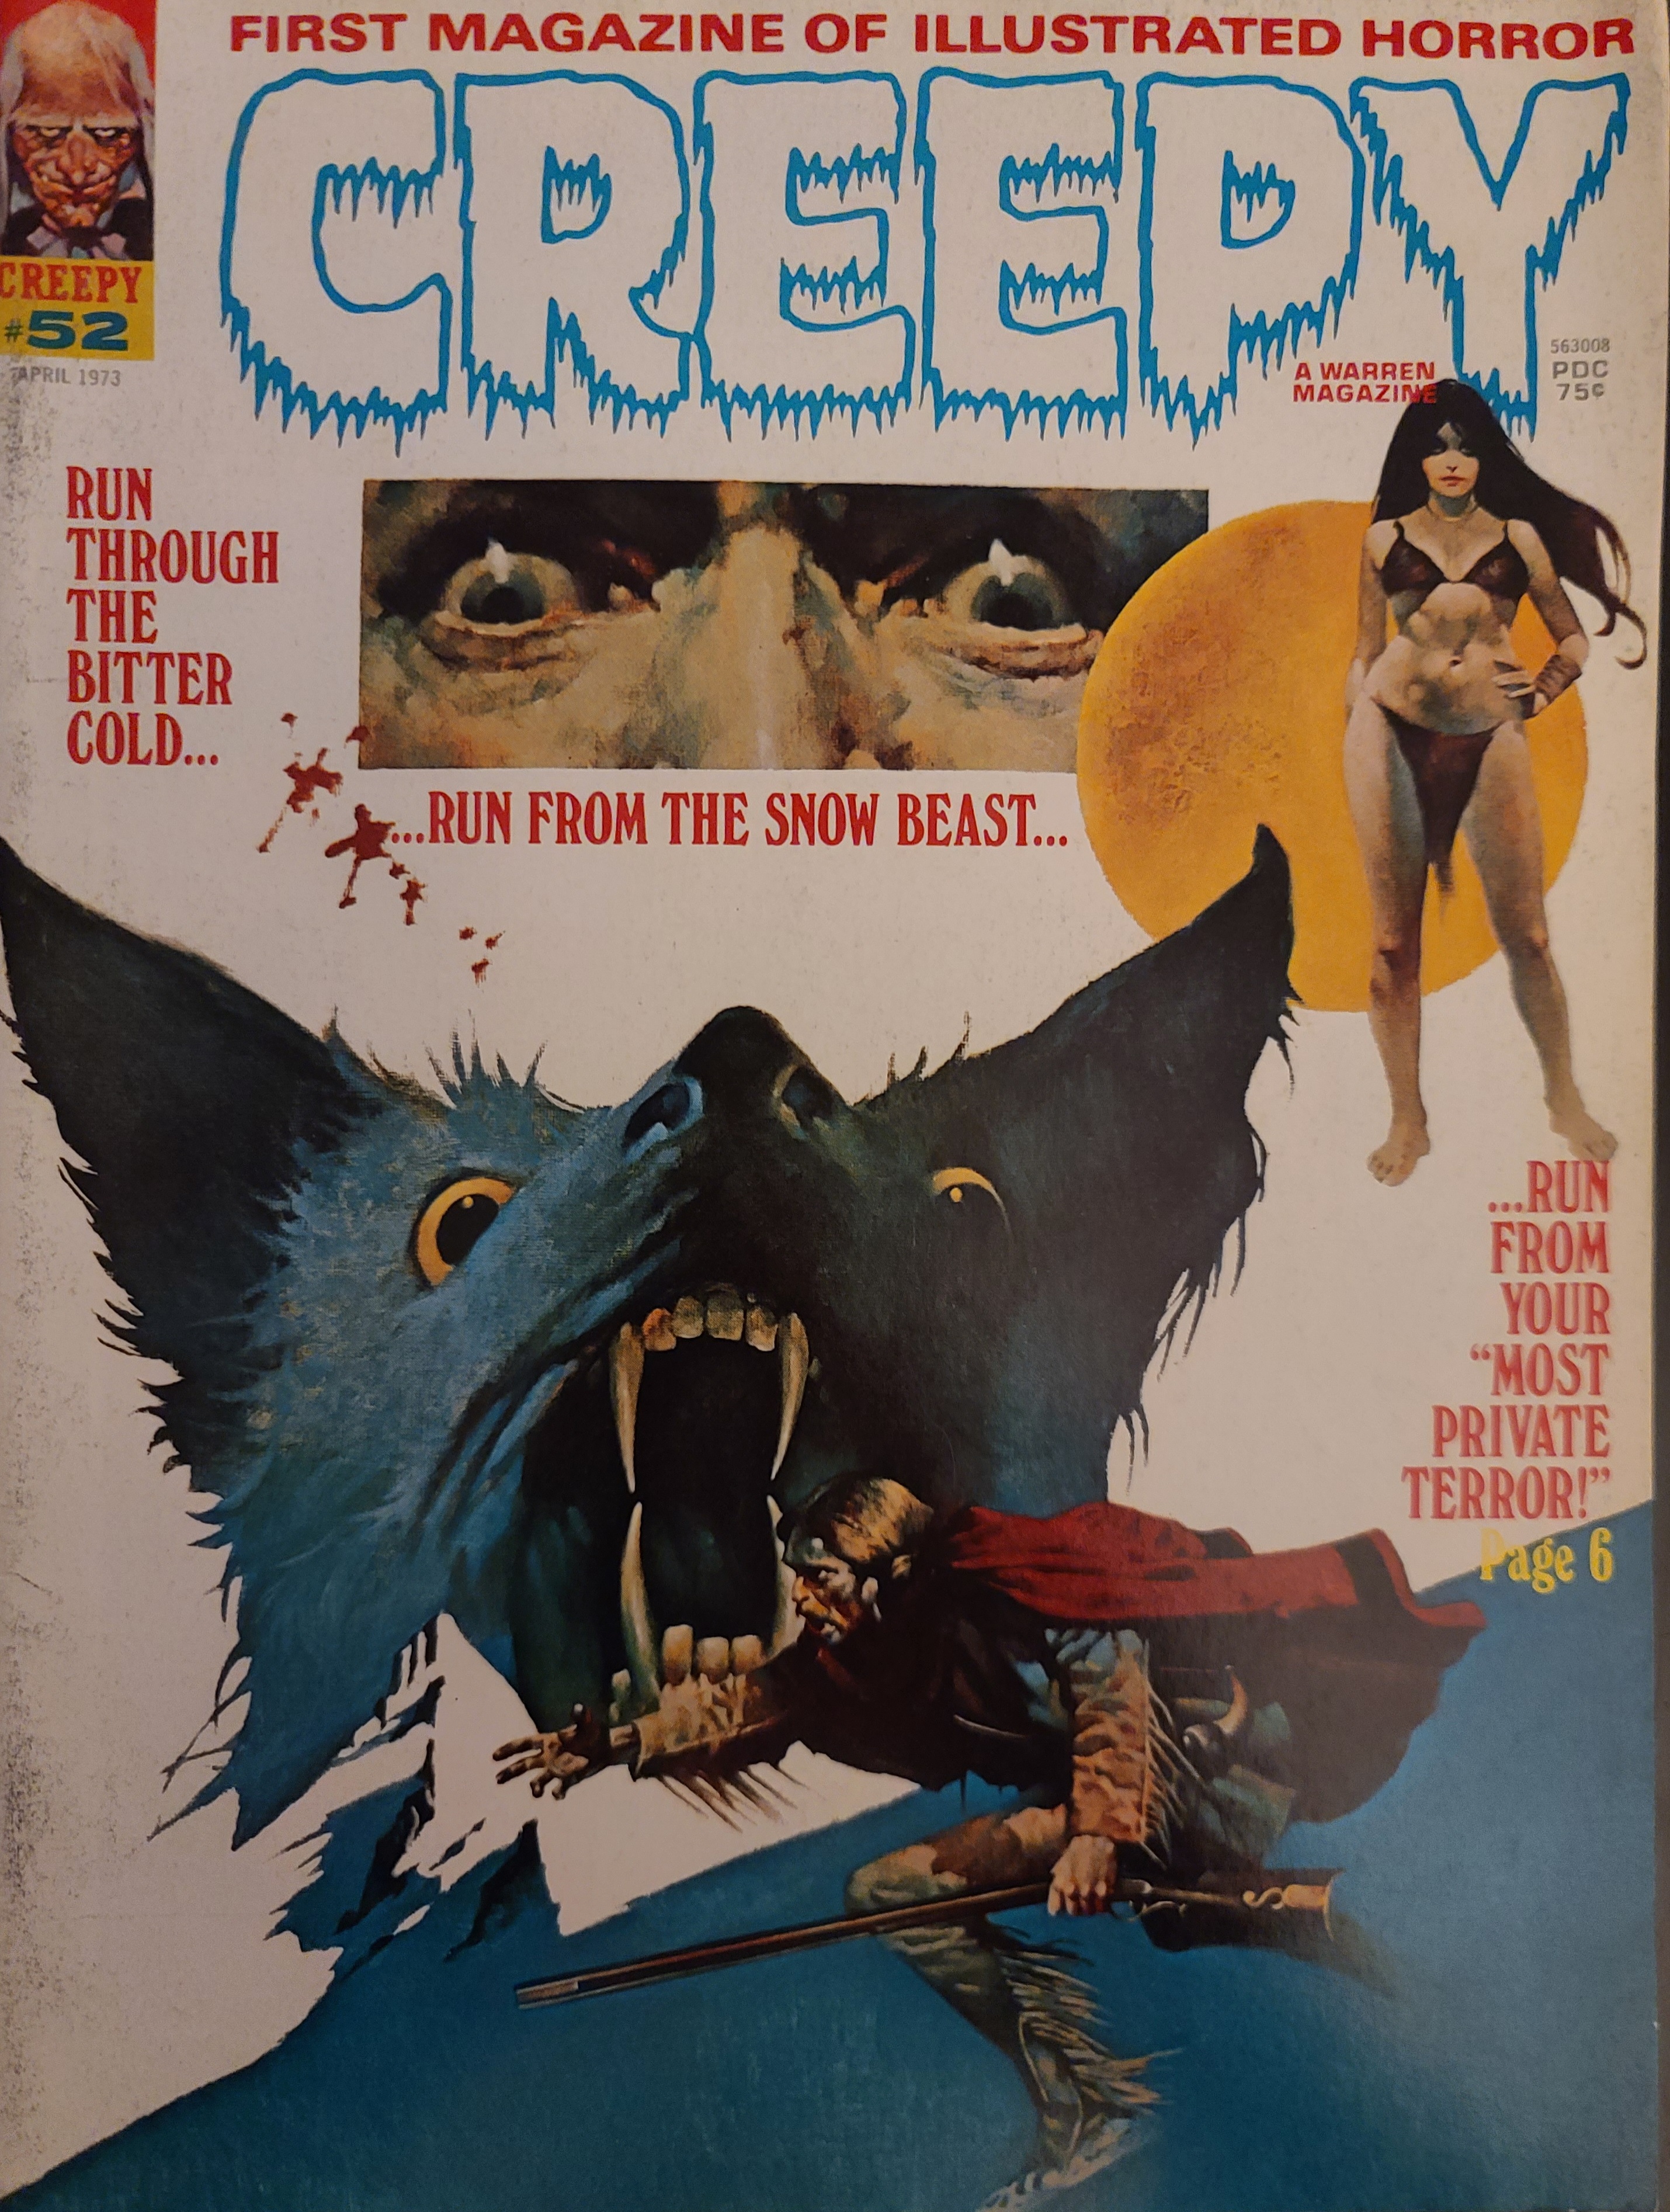 FIRST MAGAZINE OF ILLUSTRATED HORROR
CREEPY
CREEPY
#52
APRIL 1973
A WARREN
MAGAZINE
563008
PDC
75¢
RUN
THROUGH
THE
BITTER
COLD...
...RUN FROM THE SNOW BEAST...
...RUN
FROM
YOUR
“MOST
PRIVATE
TERROR!”
Page 6